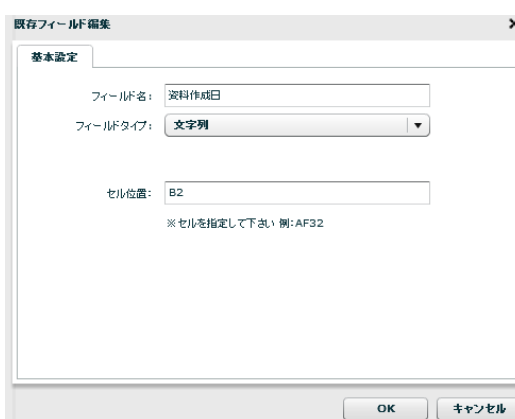 既存フィールド編集
基本設定
フィールド名: 資料作成日
フィールドタイプ: 文字列
セル位置: B2
※セルを指定して下さい 例:AF32
OK キャンセル